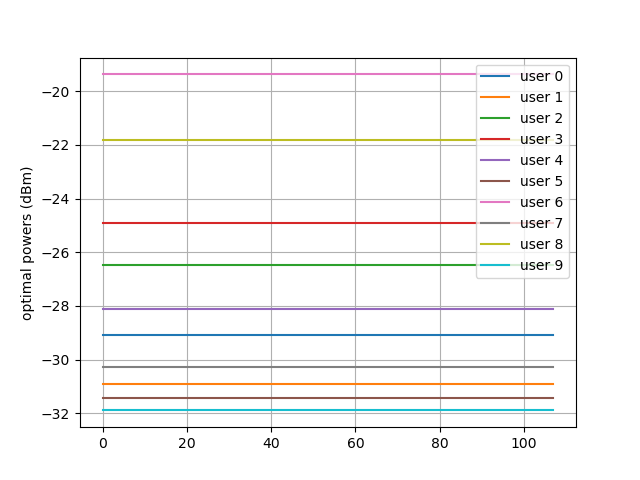 optimal powers (dBm)
−20
−22
−24
−26
−28
−30
−32
0
20
40
60
80
100
user 0
user 1
user 2
user 3
user 4
user 5
user 6
user 7
user 8
user 9